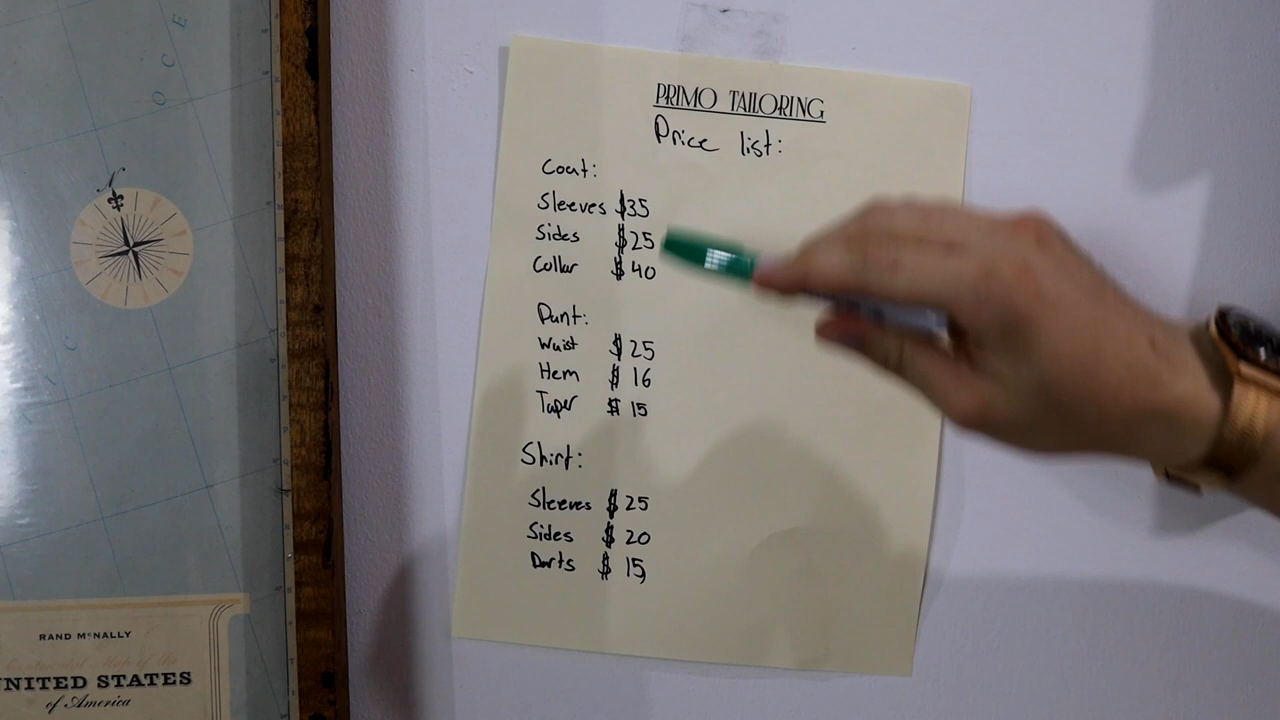 O C E
N
C
RAND McNALLY
UNITED STATES
of America
PRIMO TAILORING
Price list:
Coat:
Sleeves $35
Sides $25
Collar $40
Pant:
Waist $25
Hem $16
Taper $15
Shirt:
Sleeves $25
Sides $20
Darts $15